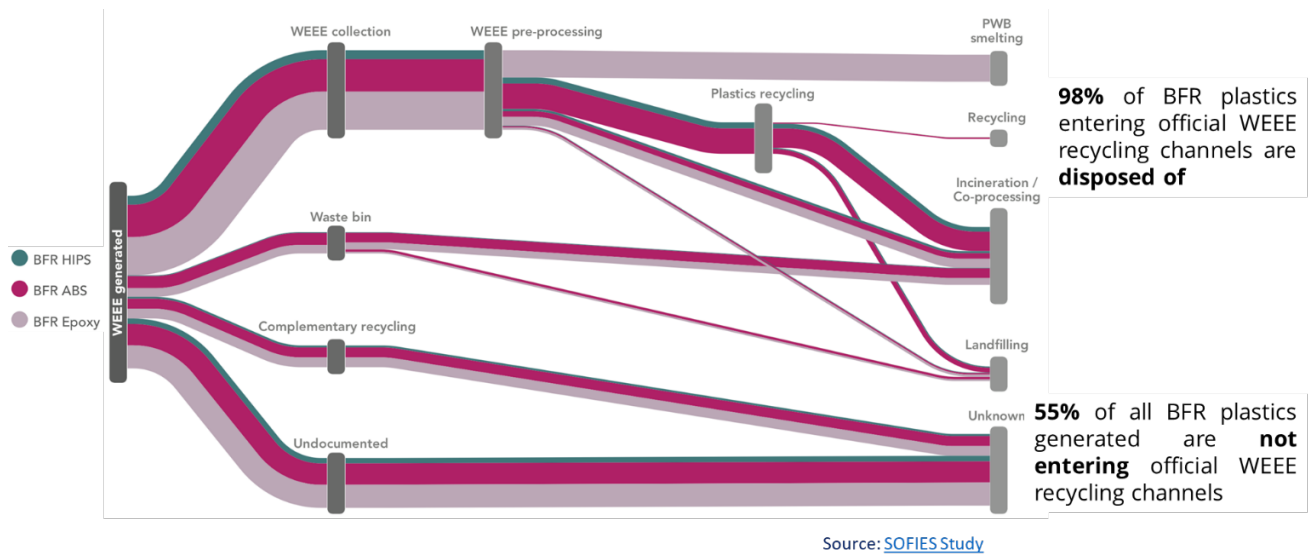 WEEE collection
WEEE pre-processing
PWB
smelting
Plastics recycling
Recycling
98% of BFR plastics
entering official WEEE
recycling channels are
disposed of
Incineration /
Co-processing
Waste bin
BFR HIPS
BFR ABS
BFR Epoxy
WEEE generated
Complementary recycling
Landfilling
Undocumented
Unknown
55% of all BFR plastics
generated are not
entering official WEEE
recycling channels
Source: SOFIES Study